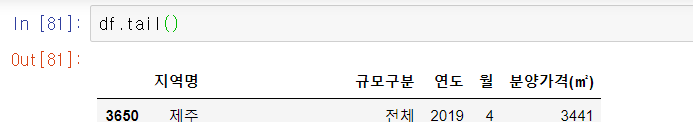 In [81]: df.tail()
Out[81]:
지역명 규모구분 연도 월 분양가격(㎡)
3650 제주 전체 2019 4 3441